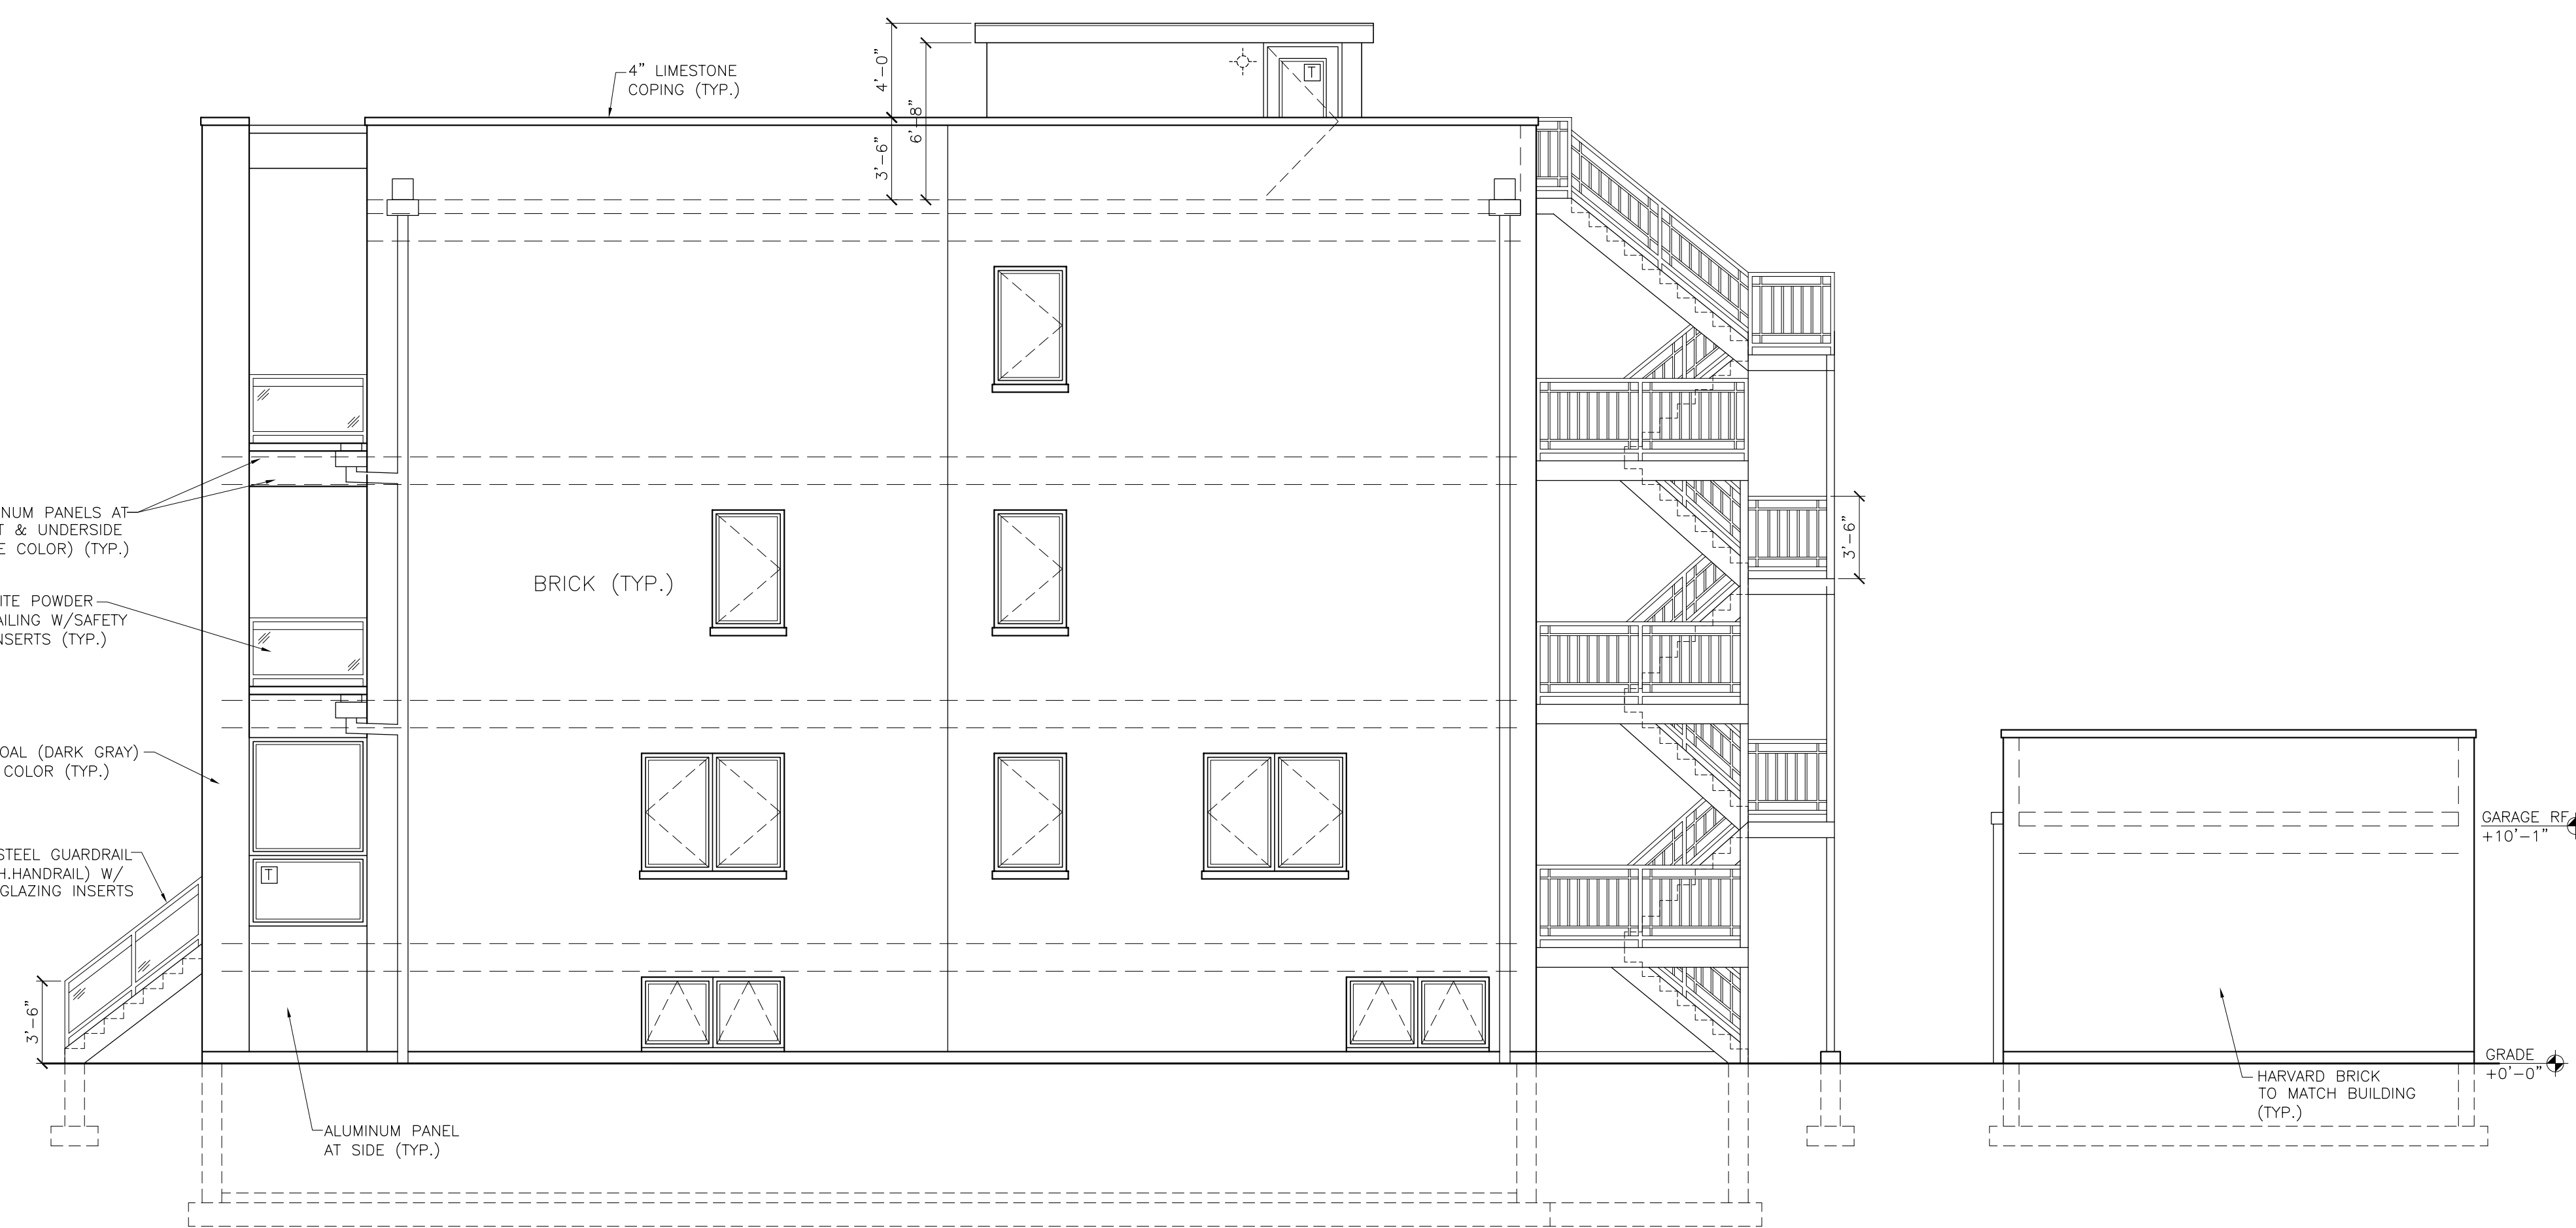 4" LIMESTONE
COPING (TYP.)
4'-0"
6'-8"
3'-6"
T
NUM PANELS AT
T & UNDERSIDE
E COLOR) (TYP.)
BRICK (TYP.)
3'-6"
ITE POWDER
AILING W/SAFETY
NSERTS (TYP.)
OAL (DARK GRAY)
COLOR (TYP.)
STEEL GUARDRAIL
H.HANDRAIL) W/
GLAZING INSERTS
T
3'-6"
GARAGE RF
+10'-1"
GRADE
+0'-0"
HARVARD BRICK
TO MATCH BUILDING
(TYP.)
ALUMINUM PANEL
AT SIDE (TYP.)